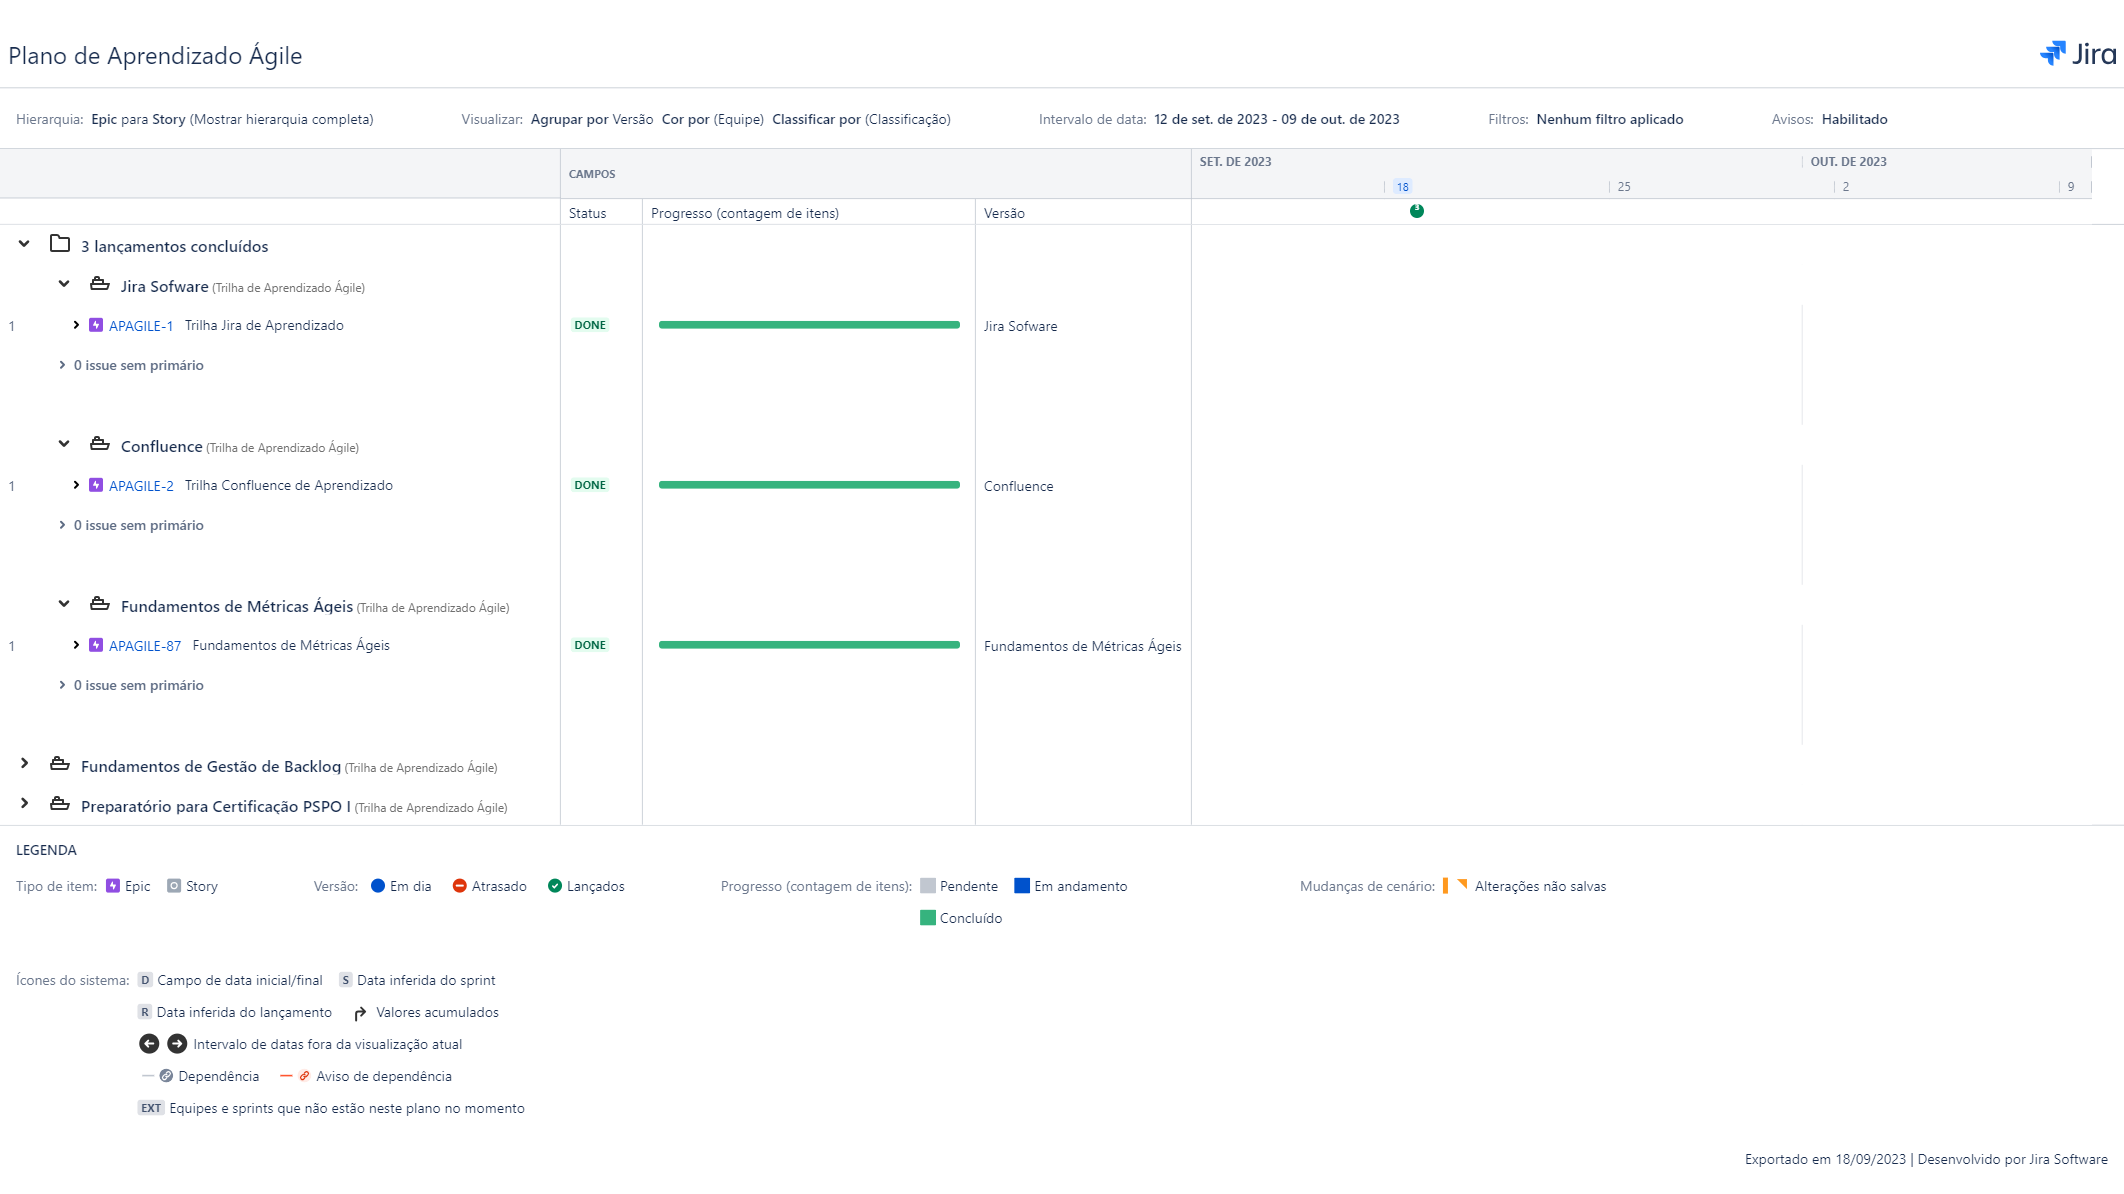 Plano de Aprendizado Ágile
Jira
Hierarquia: Epic para Story (Mostrar hierarquia completa) Visualizar: Agrupar por Versão Cor por (Equipe) Classificar por (Classificação) Intervalo de data: 12 de set. de 2023 - 09 de out. de 2023 Filtros: Nenhum filtro aplicado Avisos: Habilitado
CAMPOS
SET. DE 2023 OUT. DE 2023
18 25 2 9
Status Progresso (contagem de itens) Versão
3
3 lançamentos concluídos
Jira Sofware (Trilha de Aprendizado Ágile)
1 APAGILE-1 Trilha Jira de Aprendizado DONE Jira Sofware
0 issue sem primário
Confluence (Trilha de Aprendizado Ágile)
1 APAGILE-2 Trilha Confluence de Aprendizado DONE Confluence
0 issue sem primário
Fundamentos de Métricas Ágeis (Trilha de Aprendizado Ágile)
1 APAGILE-87 Fundamentos de Métricas Ágeis DONE Fundamentos de Métricas Ágeis
0 issue sem primário
Fundamentos de Gestão de Backlog (Trilha de Aprendizado Ágile)
Preparatório para Certificação PSPO I (Trilha de Aprendizado Ágile)
LEGENDA
Tipo de item: Epic Story Versão: Em dia Atrasado Lançados Progresso (contagem de itens): Pendente Em andamento Mudanças de cenário: Alterações não salvas
Concluído
Ícones do sistema: D Campo de data inicial/final S Data inferida do sprint
R Data inferida do lançamento Valores acumulados
Intervalo de datas fora da visualização atual
Dependência Aviso de dependência
EXT Equipes e sprints que não estão neste plano no momento
Exportado em 18/09/2023 | Desenvolvido por Jira Software